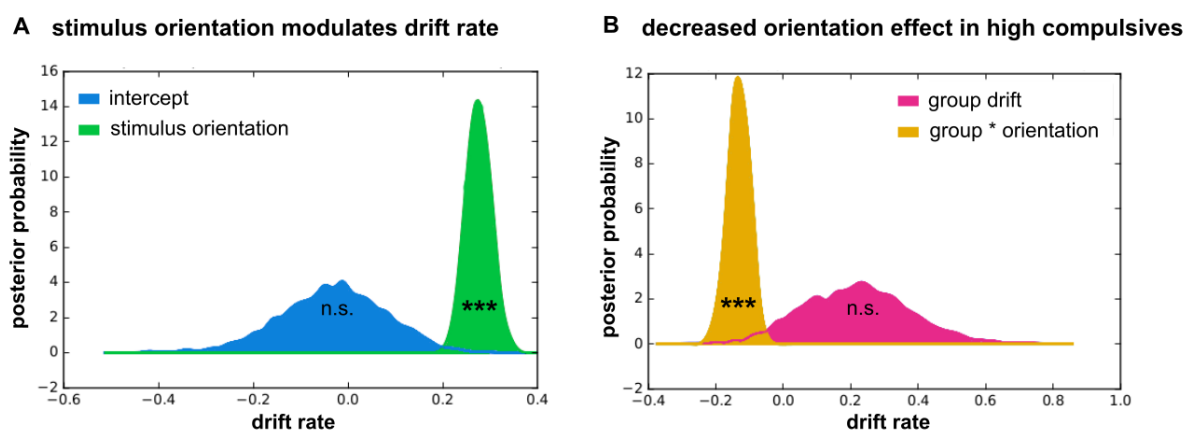 A stimulus orientation modulates drift rate
16
14
12
10
8
6
4
2
0
−2
posterior probability
intercept
stimulus orientation
n.s.
***
−0.6
−0.4
−0.2
0.0
0.2
0.4
drift rate
B decreased orientation effect in high compulsives
12
10
8
6
4
2
0
−2
posterior probability
group drift
group * orientation
***
n.s.
−0.4
−0.2
0.0
0.2
0.4
0.6
0.8
1.0
drift rate